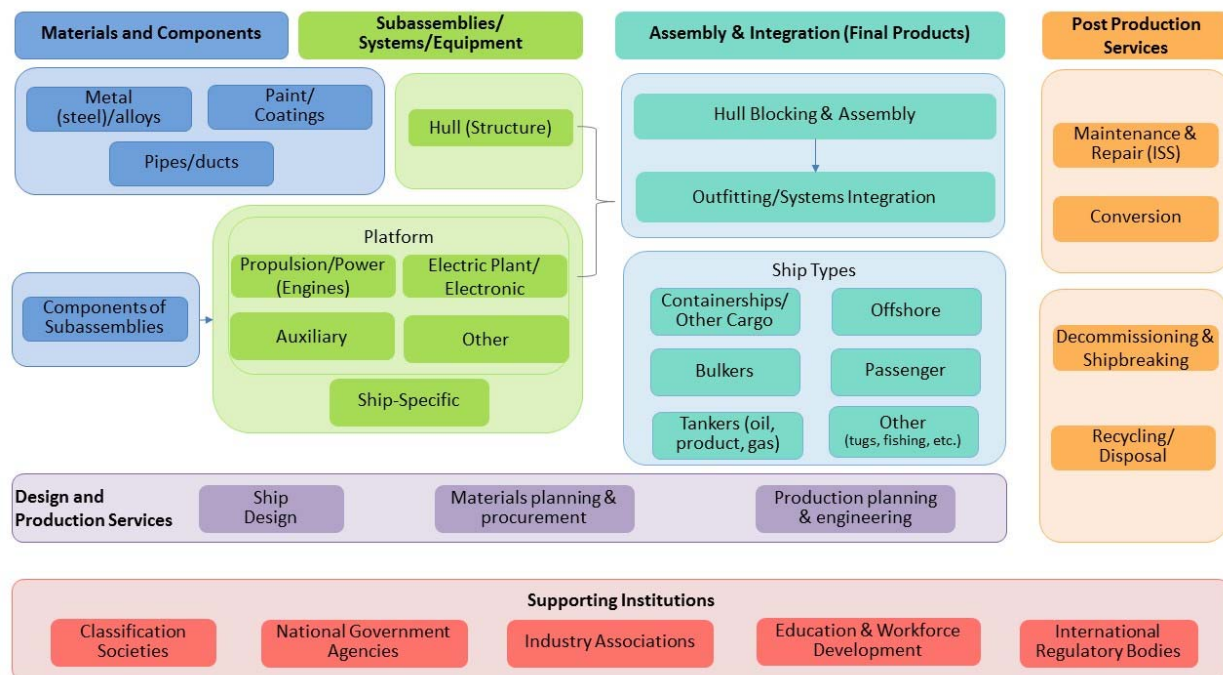 Materials and Components
Subassemblies/
Systems/Equipment
Assembly & Integration (Final Products)
Post Production
Services
Metal
(steel)/alloys
Paint/
Coatings
Pipes/ducts
Hull (Structure)
Hull Blocking & Assembly
Outfitting/Systems Integration
Maintenance &
Repair (ISS)
Conversion
Components of
Subassemblies
Platform
Propulsion/Power
(Engines)
Electric Plant/
Electronic
Auxiliary
Other
Ship-Specific
Ship Types
Containerships/
Other Cargo
Offshore
Bulkers
Passenger
Tankers (oil,
product, gas)
Other
(tugs, fishing, etc.)
Decommissioning &
Shipbreaking
Recycling/
Disposal
Design and
Production Services
Ship
Design
Materials planning &
procurement
Production planning
& engineering
Supporting Institutions
Classification
Societies
National Government
Agencies
Industry Associations
Education & Workforce
Development
International
Regulatory Bodies